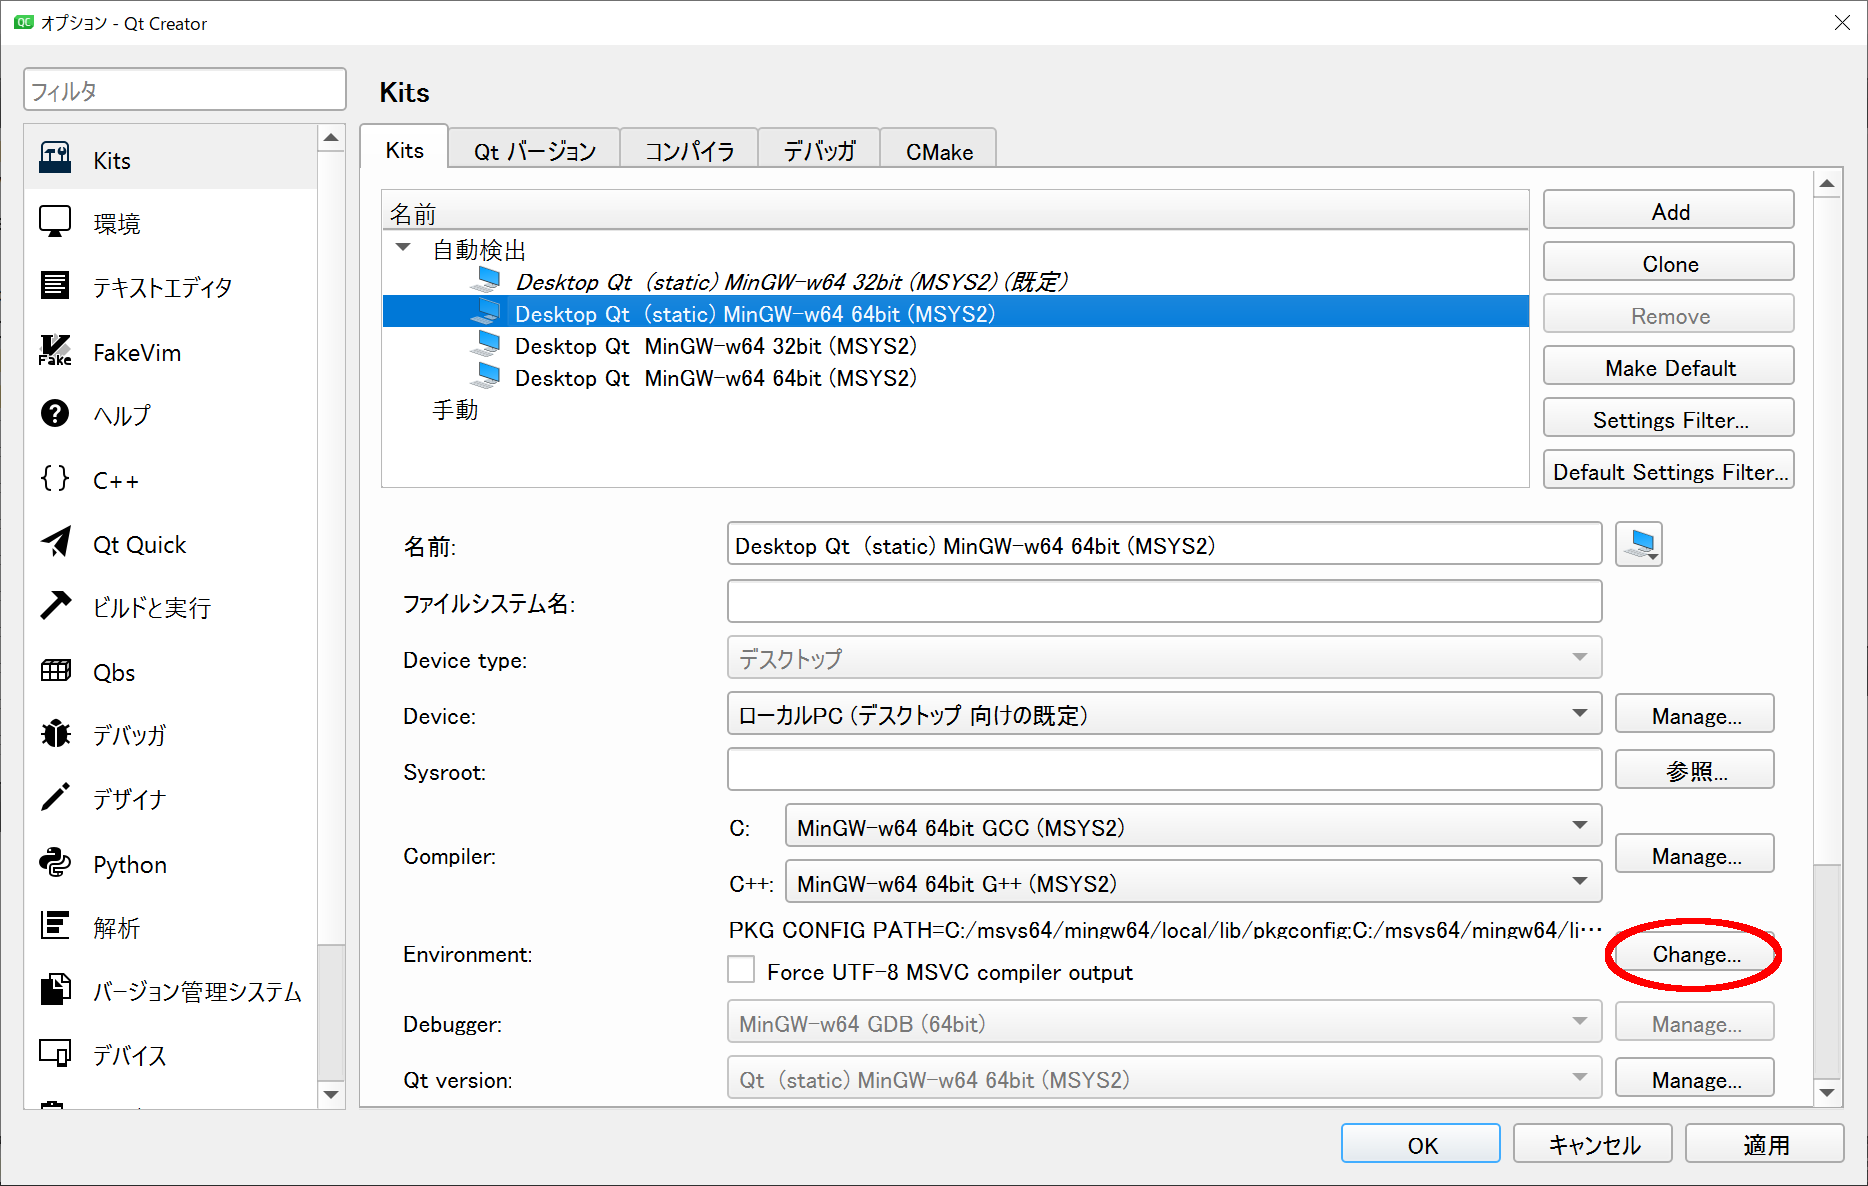 オプション - Qt Creator
フィルタ
Kits
環境
テキストエディタ
FakeVim
ヘルプ
C++
Qt Quick
ビルドと実行
Qbs
デバッガ
デザイナ
Python
解析
バージョン管理システム
デバイス
Kits
Kits Qt バージョン コンパイラ デバッガ CMake
名前
自動検出
Desktop Qt (static) MinGW-w64 32bit (MSYS2) (既定)
Desktop Qt (static) MinGW-w64 64bit (MSYS2)
Desktop Qt MinGW-w64 32bit (MSYS2)
Desktop Qt MinGW-w64 64bit (MSYS2)
手動
Add
Clone
Remove
Make Default
Settings Filter...
Default Settings Filter...
名前: Desktop Qt (static) MinGW-w64 64bit (MSYS2)
ファイルシステム名:
Device type: デスクトップ
Device: ローカルPC (デスクトップ 向けの既定) Manage...
Sysroot: 参照...
Compiler:
C: MinGW-w64 64bit GCC (MSYS2)
C++: MinGW-w64 64bit G++ (MSYS2)
Manage...
Environment:
PKG CONFIG PATH=C:/msys64/mingw64/local/lib/pkgconfig;C:/msys64/mingw64/li…
Force UTF-8 MSVC compiler output
Change...
Debugger: MinGW-w64 GDB (64bit) Manage...
Qt version: Qt (static) MinGW-w64 64bit (MSYS2) Manage...
OK キャンセル 適用